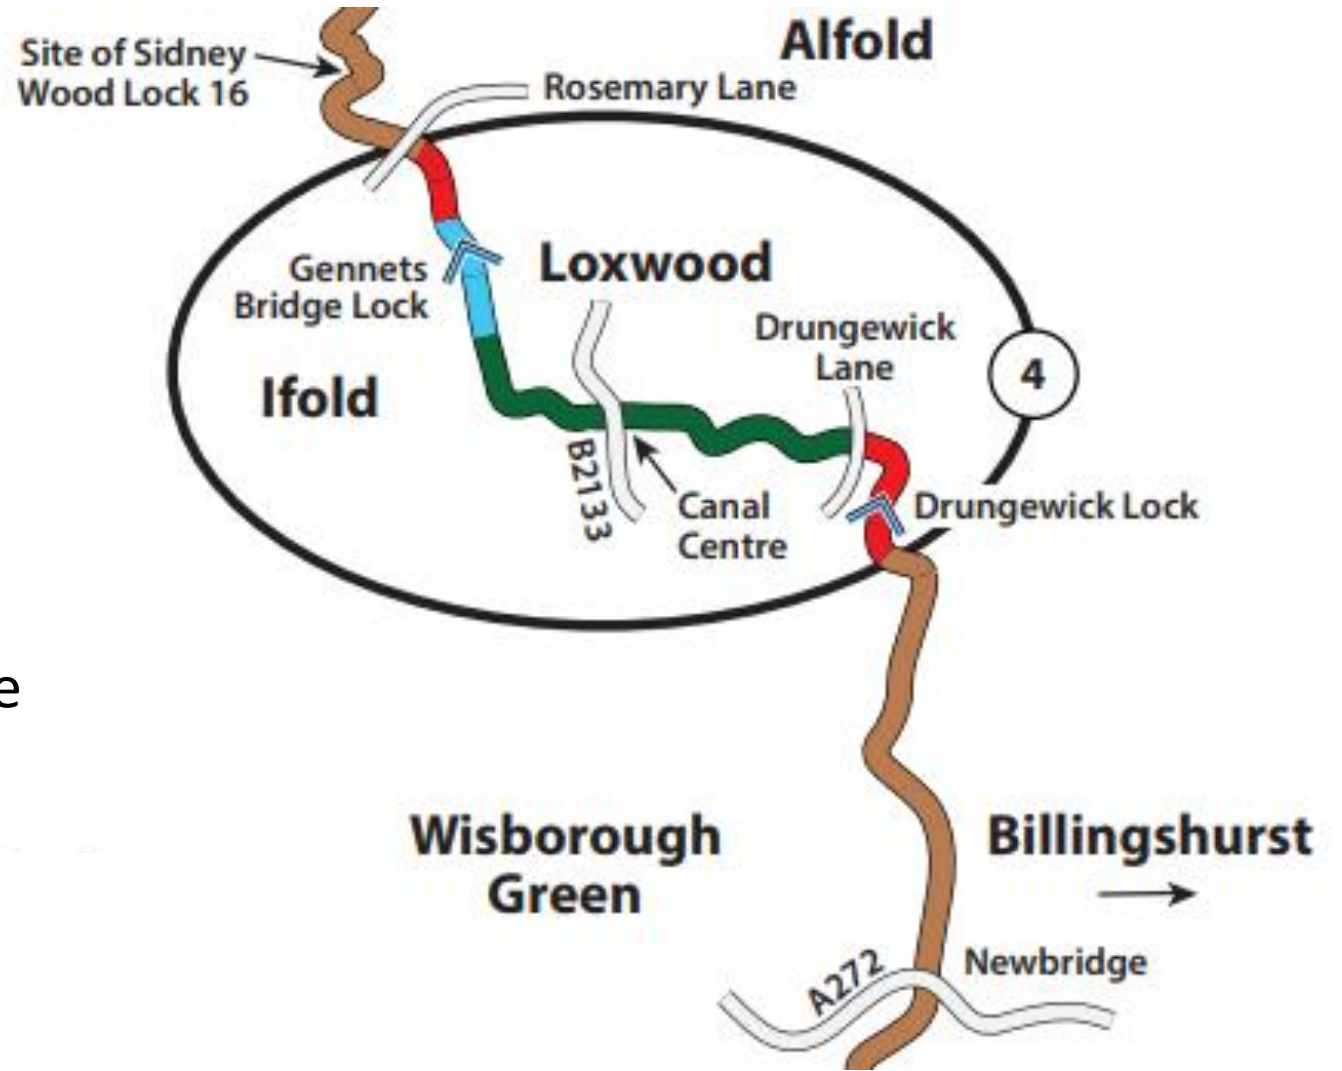 Alfold
Site of Sidney
Wood Lock 16
Rosemary Lane
Gennets
Bridge Lock
Loxwood
Drungewick
Lane
Ifold
4
B2133
Canal
Centre
Drungewick Lock
e
Wisborough
Green
Billingshurst
A272
Newbridge